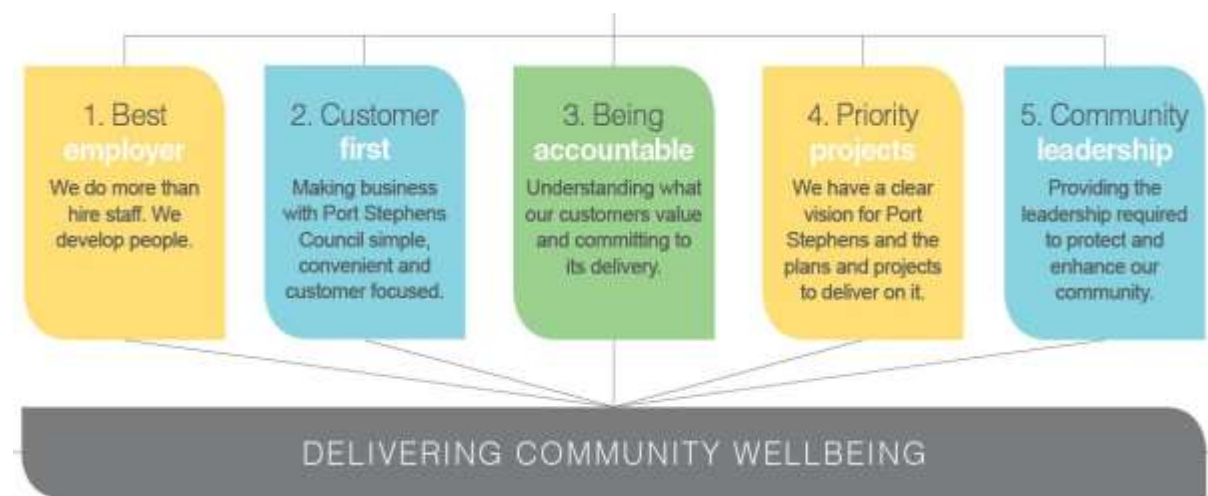 1. Best
employer
We do more than
hire staff. We
develop people.
2. Customer
first
Making business
with Port Stephens
Council simple,
convenient and
customer focused.
3. Being
accountable
Understanding what
our customers value
and committing to
its delivery.
4. Priority
projects
We have a clear
vision for Port
Stephens and the
plans and projects
to deliver on it.
5. Community
leadership
Providing the
leadership required
to protect and
enhance our
community.
DELIVERING COMMUNITY WELLBEING